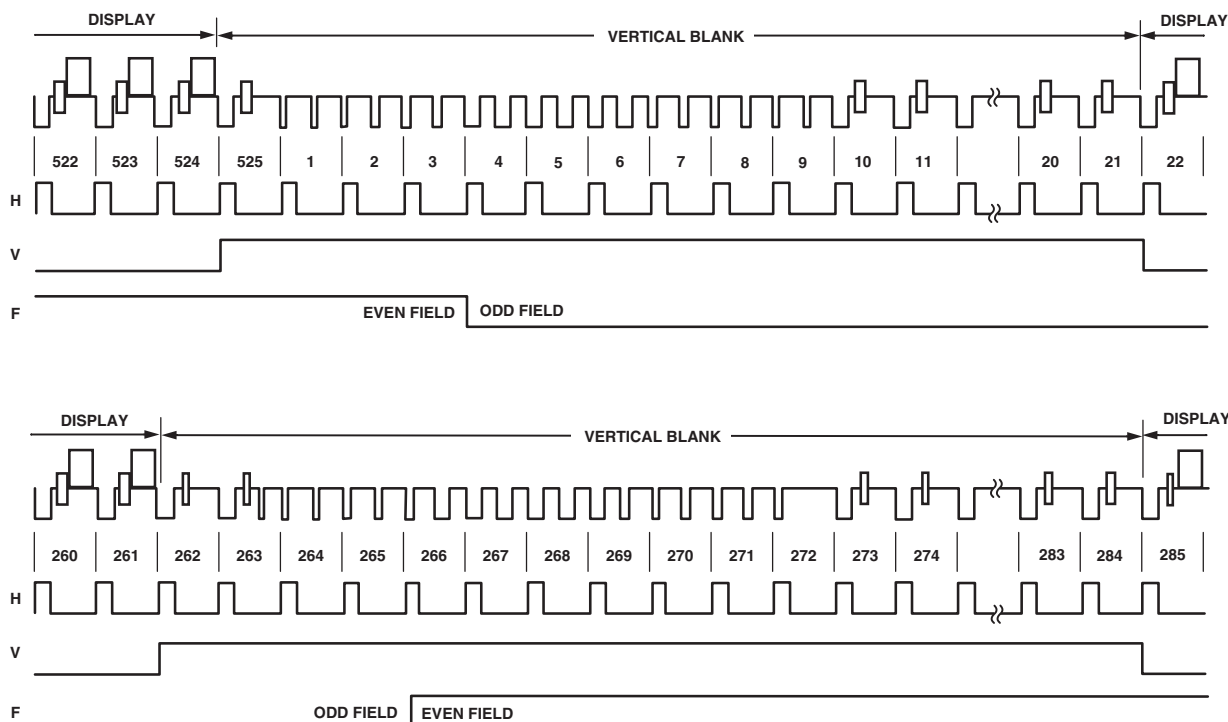 DISPLAY
VERTICAL BLANK
DISPLAY
522 523 524 525 1 2 3 4 5 6 7 8 9 10 11 20 21 22
H
V
F
EVEN FIELD ODD FIELD
DISPLAY
VERTICAL BLANK
DISPLAY
260 261 262 263 264 265 266 267 268 269 270 271 272 273 274 283 284 285
H
V
F
ODD FIELD EVEN FIELD